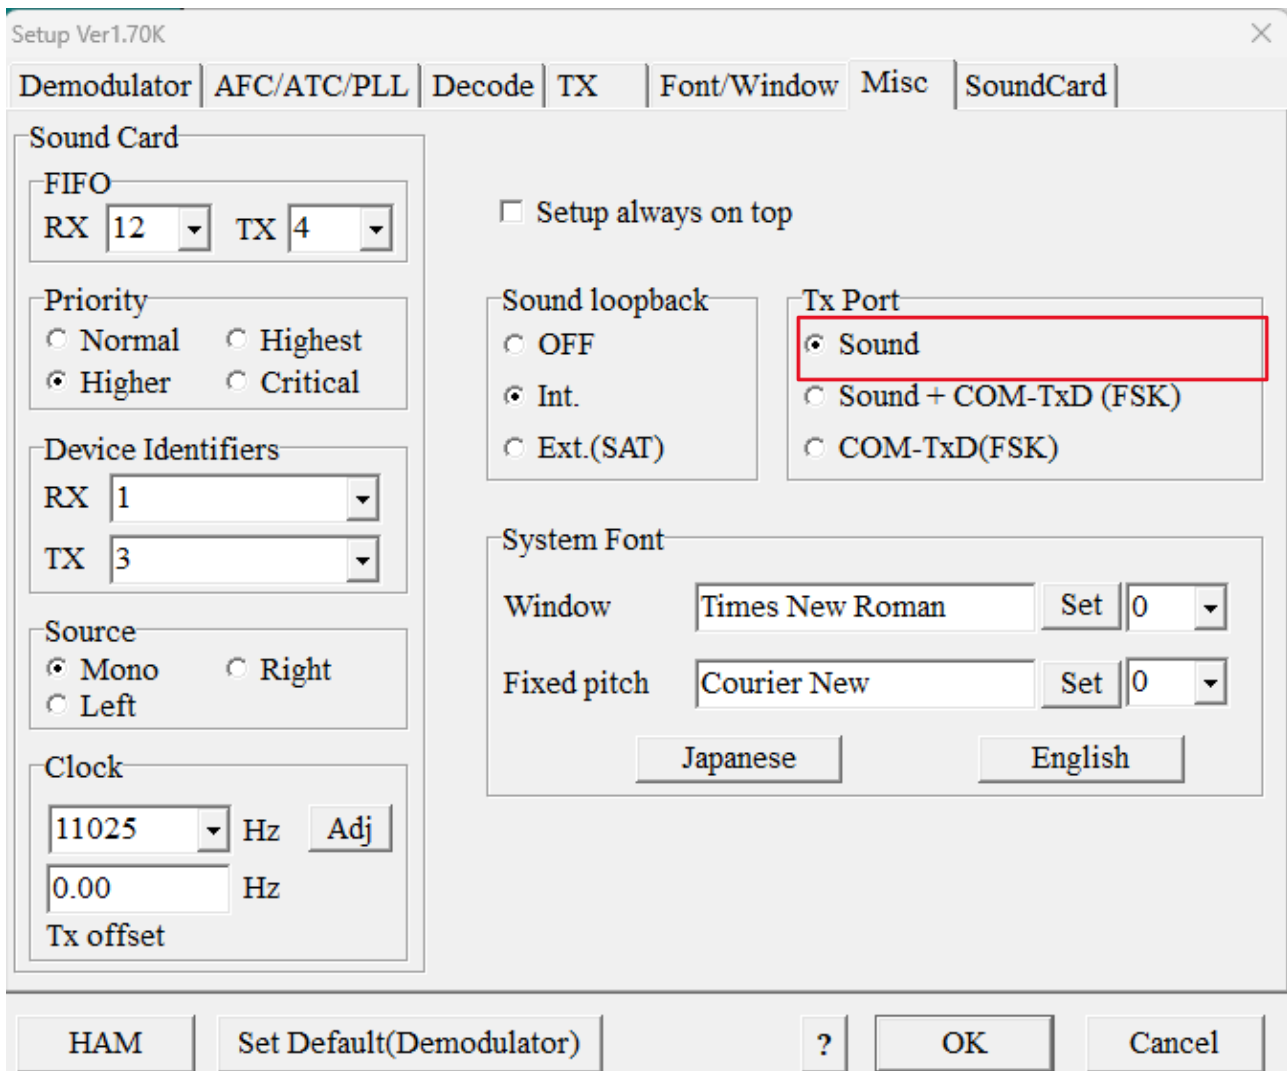 Setup Ver1.70K
Demodulator AFC/ATC/PLL Decode TX Font/Window Misc SoundCard
Sound Card
FIFO
RX 12 TX 4
Priority
Normal Highest
Higher Critical
Device Identifiers
RX 1
TX 3
Source
Mono Right
Left
Clock
11025 Hz Adj
0.00 Hz
Tx offset
Setup always on top
Sound loopback
OFF
Int.
Ext.(SAT)
Tx Port
Sound
Sound + COM-TxD (FSK)
COM-TxD(FSK)
System Font
Window Times New Roman Set 0
Fixed pitch Courier New Set 0
Japanese English
HAM Set Default(Demodulator) ? OK Cancel